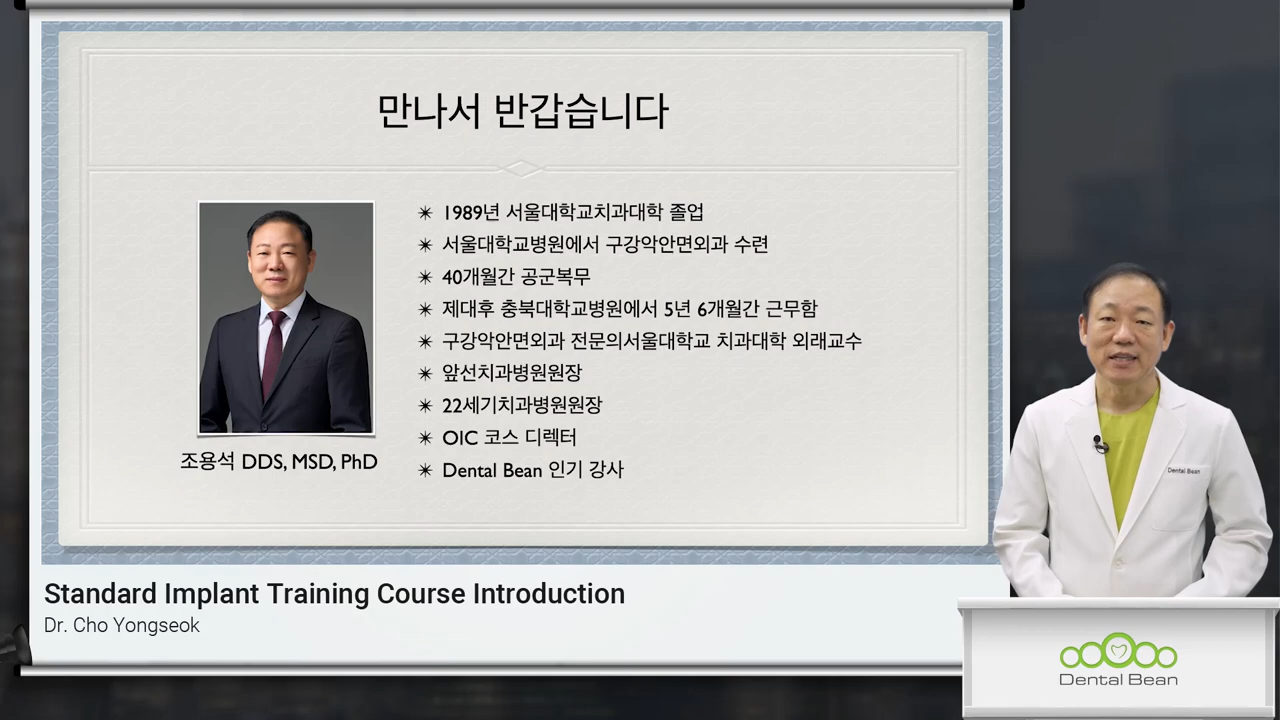 만나서 반갑습니다
✴ 1989년 서울대학교치과대학 졸업
✴ 서울대학교병원에서 구강악안면외과 수련
✴ 40개월간 공군복무
✴ 제대후 충북대학교병원에서 5년 6개월간 근무함
✴ 구강악안면외과 전문의서울대학교 치과대학 외래교수
✴ 앞선치과병원원장
✴ 22세기치과병원원장
✴ OIC 코스 디렉터
✴ Dental Bean 인기 강사
조용석 DDS, MSD, PhD
Standard Implant Training Course Introduction
Dr. Cho Yongseok
Dental Bean
Dental Bean